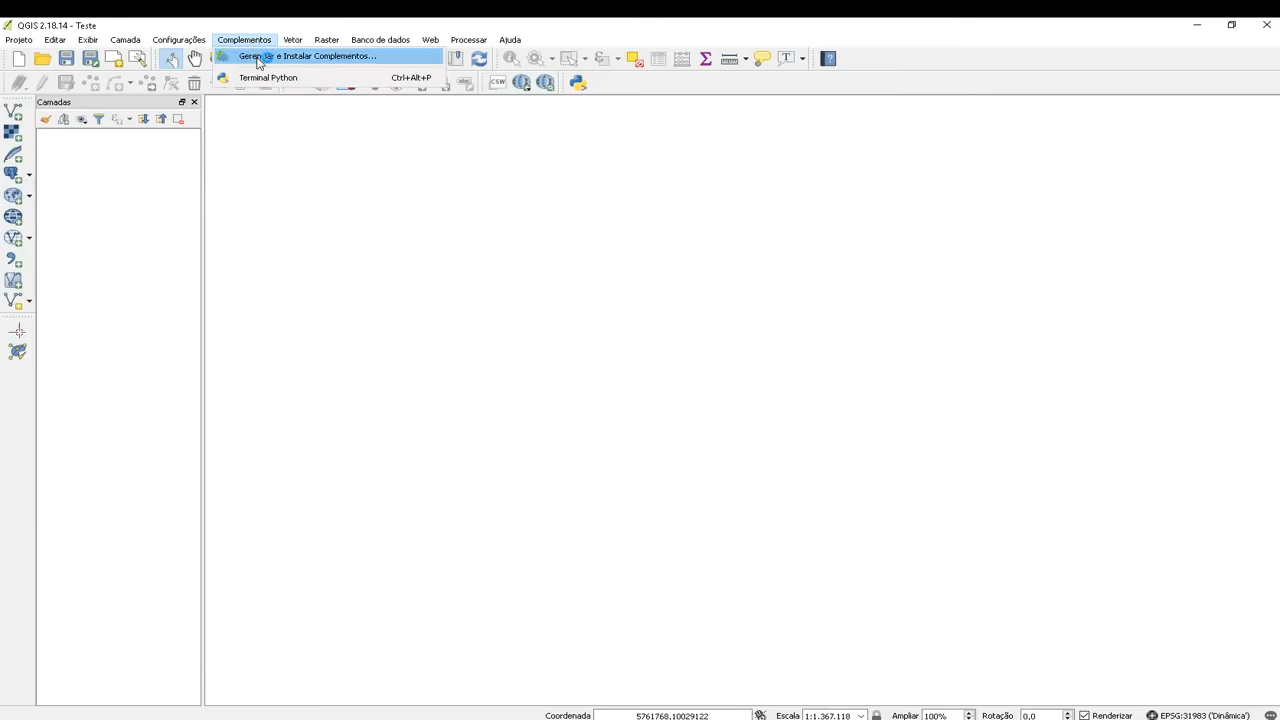 QGIS 2.18.14 - Teste
Projeto Editar Exibir Camada Configurações Complementos Vetor Raster Banco de dados Web Processar Ajuda
Gerenciar e Instalar Complementos...
Terminal Python Ctrl+Alt+P
CSW
Camadas
Coordenada 5761768,10029122 Escala 1:1.367.118 Ampliar 100% Rotação 0,0 Renderizar EPSG:31983 ('Dinâmico')